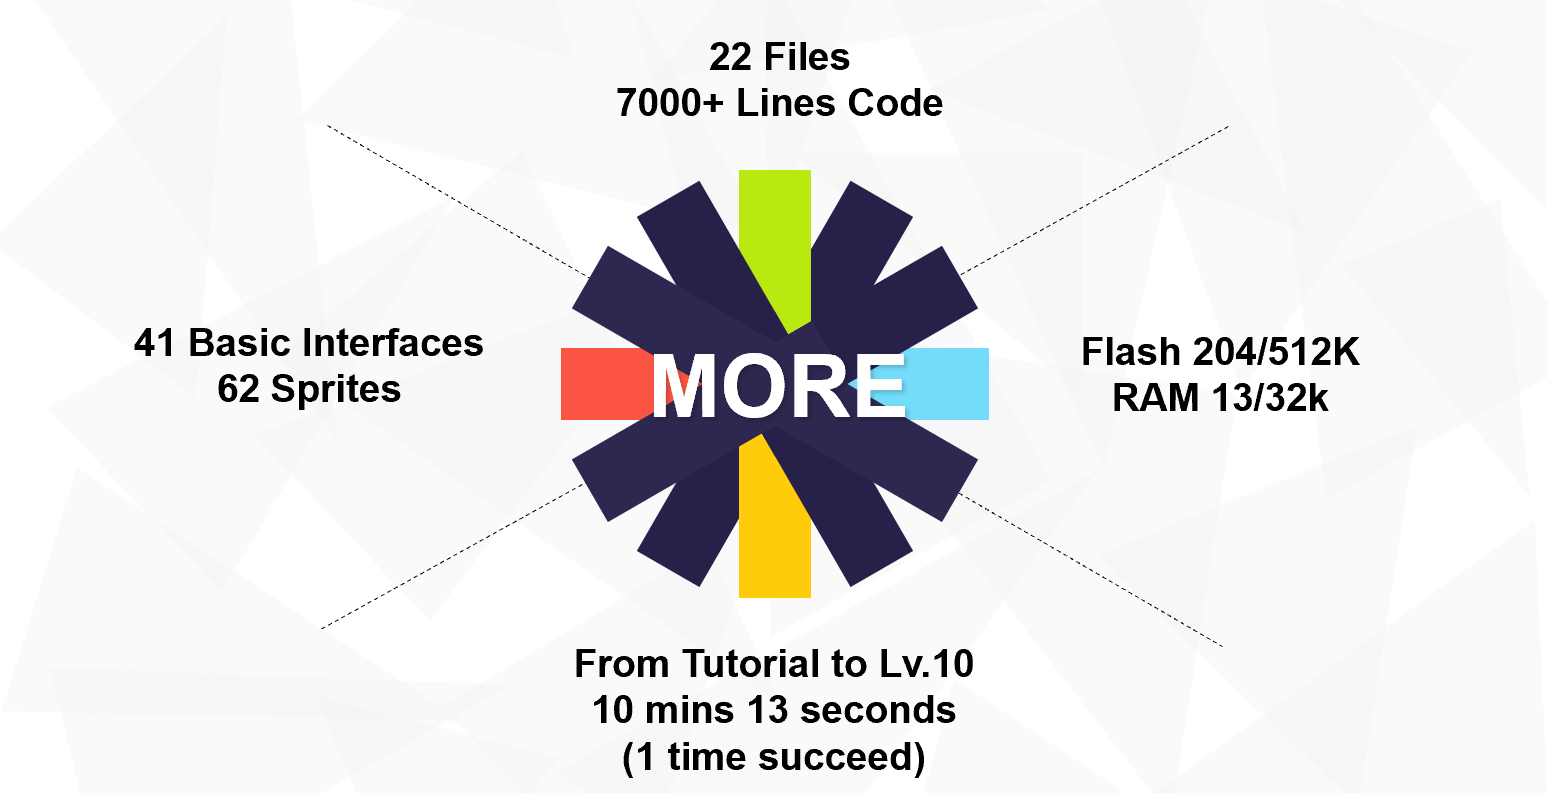 22 Files
7000+ Lines Code
41 Basic Interfaces
62 Sprites
MORE
Flash 204/512K
RAM 13/32k
From Tutorial to Lv.10
10 mins 13 seconds
(1 time succeed)